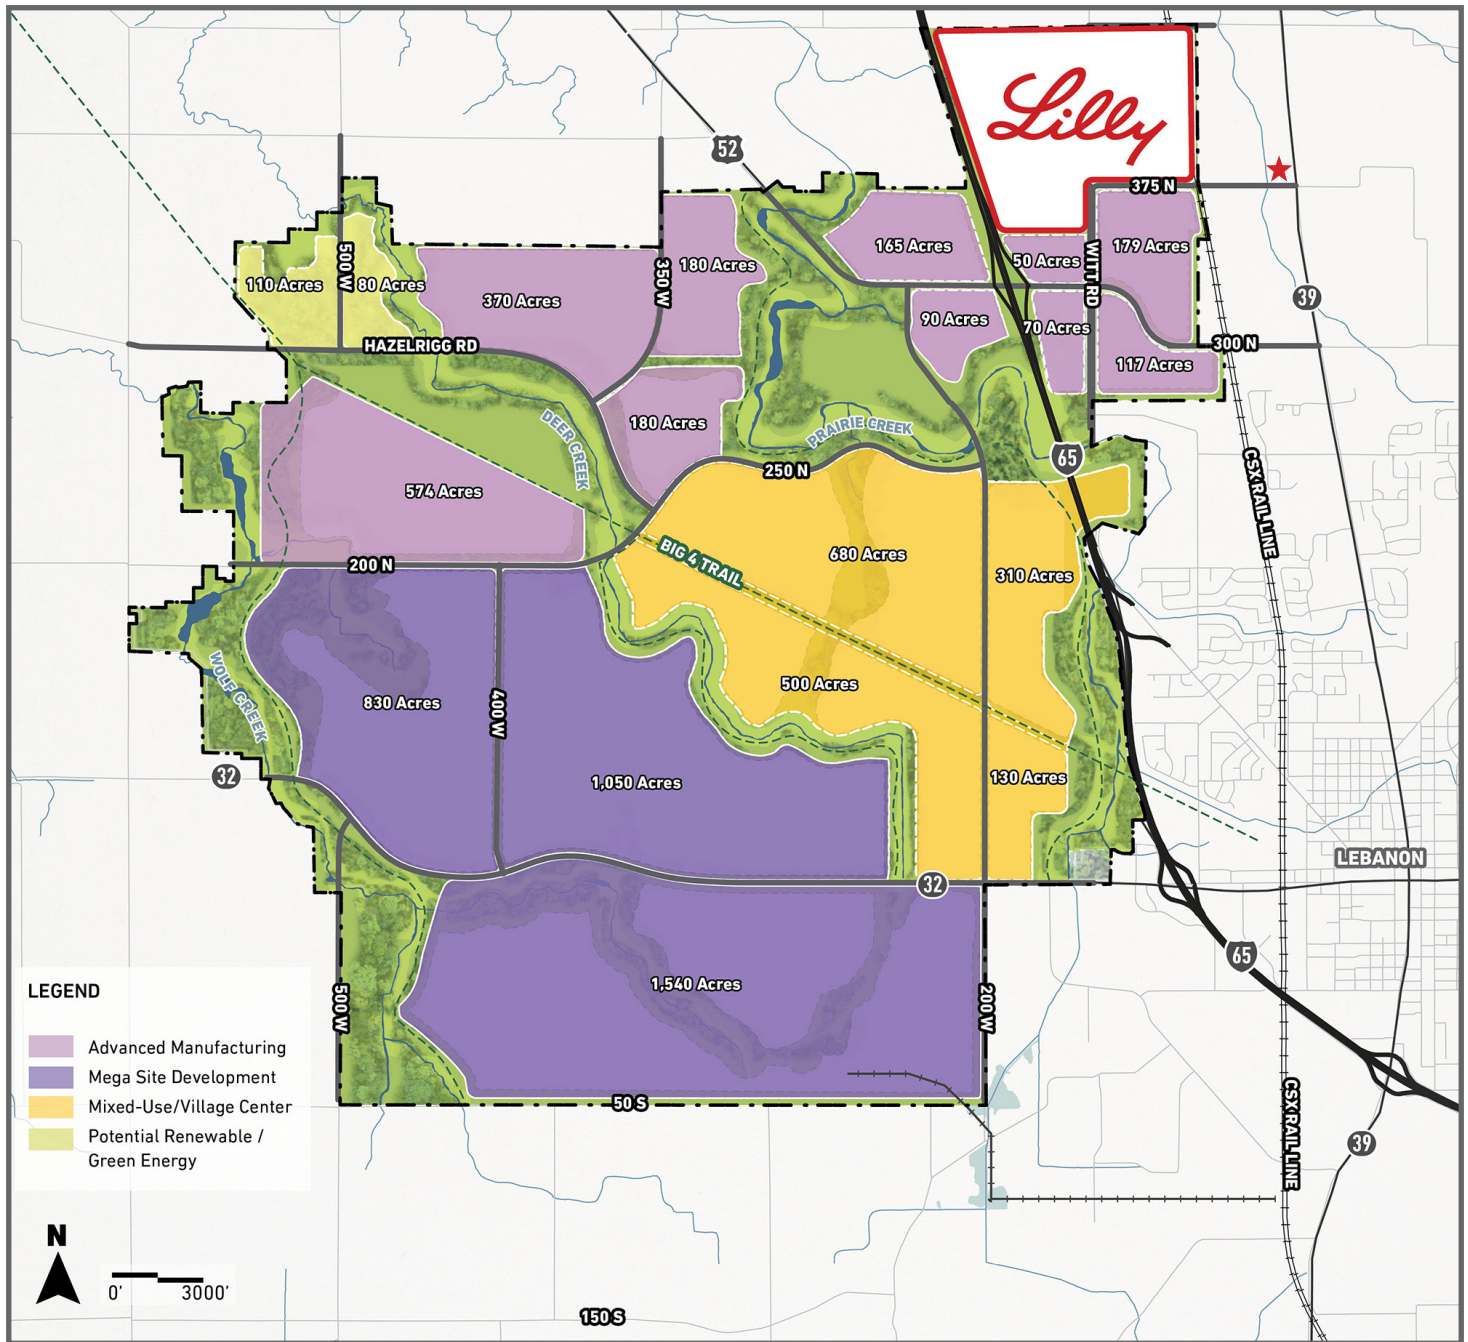 Lilly
52
375 N
165 Acres
179 Acres
500 W
350 W
180 Acres
50 Acres
WITT RD
110 Acres
80 Acres
370 Acres
39
90 Acres
70 Acres
HAZELRIGG RD
300 N
117 Acres
180 Acres
DEER CREEK
PRAIRIE CREEK
65
250 N
574 Acres
CSX RAIL LINE
BIG 4 TRAIL
680 Acres
200 N
310 Acres
WOLF CREEK
830 Acres
400 W
500 Acres
32
1,050 Acres
130 Acres
LEBANON
32
65
1,540 Acres
500 W
200 W
LEGEND
Advanced Manufacturing
Mega Site Development
Mixed-Use/Village Center
Potential Renewable /
Green Energy
50 S
CSX RAIL LINE
39
N
0' 3000'
150 S